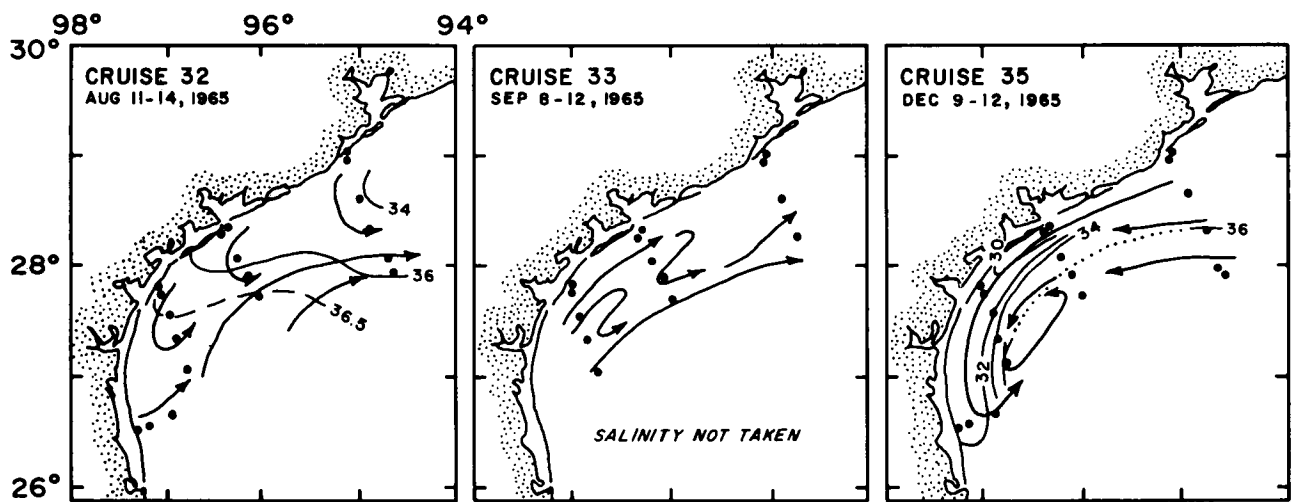 98° 96° 94°
30°
CRUISE 32
AUG 11-14, 1965
34
28°
36
36.5
26°
CRUISE 33
SEP 8-12, 1965
SALINITY NOT TAKEN
CRUISE 35
DEC 9-12, 1965
30
34
36
32